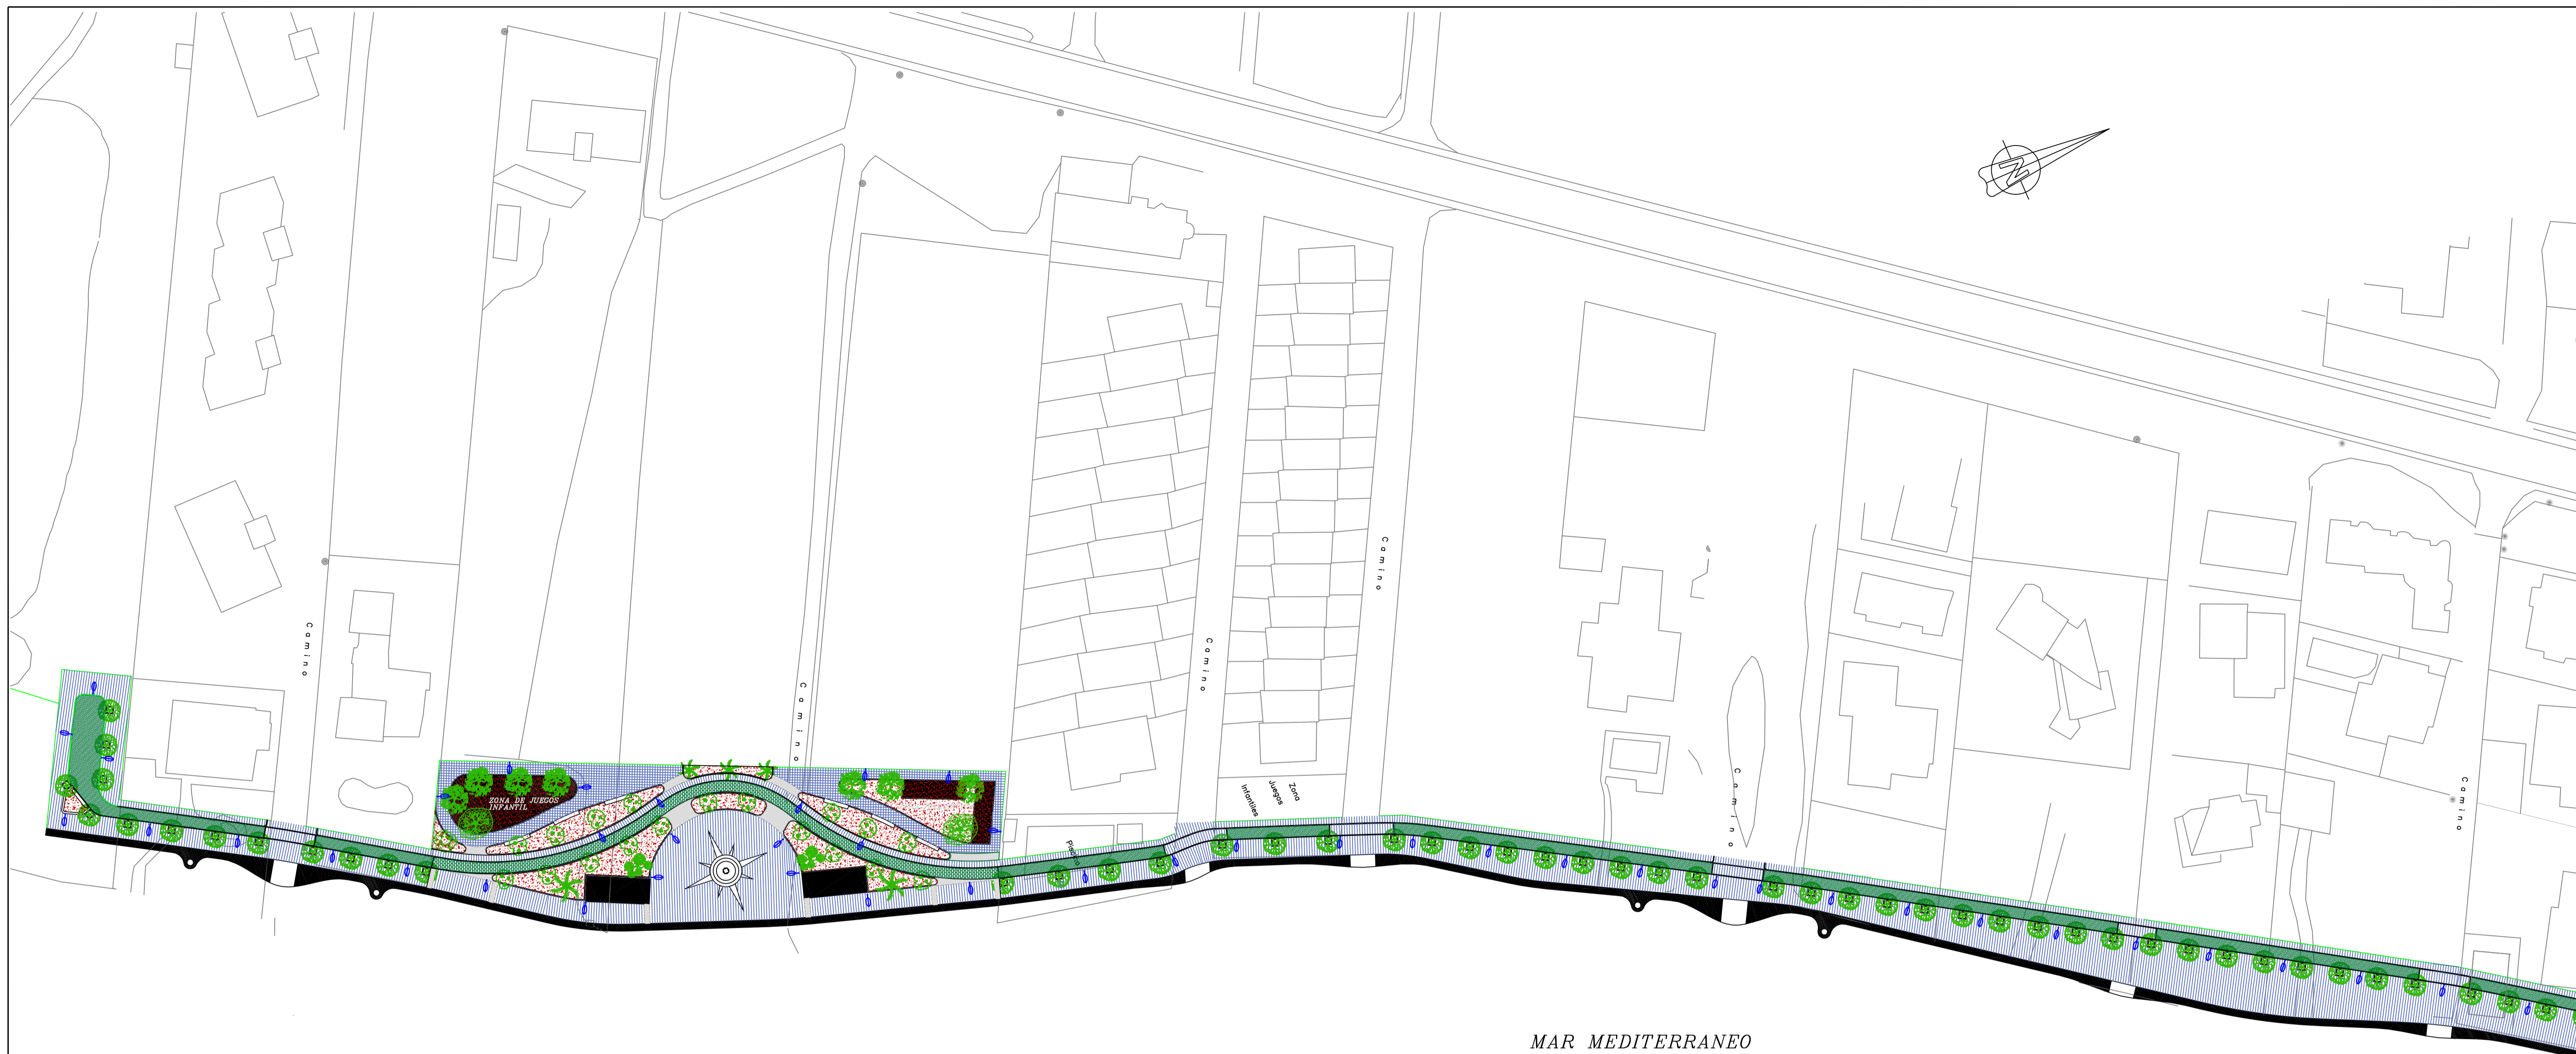 N
Camino
Camino
Camino
Camino
Camino
Camino
ZONA DE JUEGOS
INFANTIL
Zona
Juegos
Infantiles
MAR MEDITERRANEO